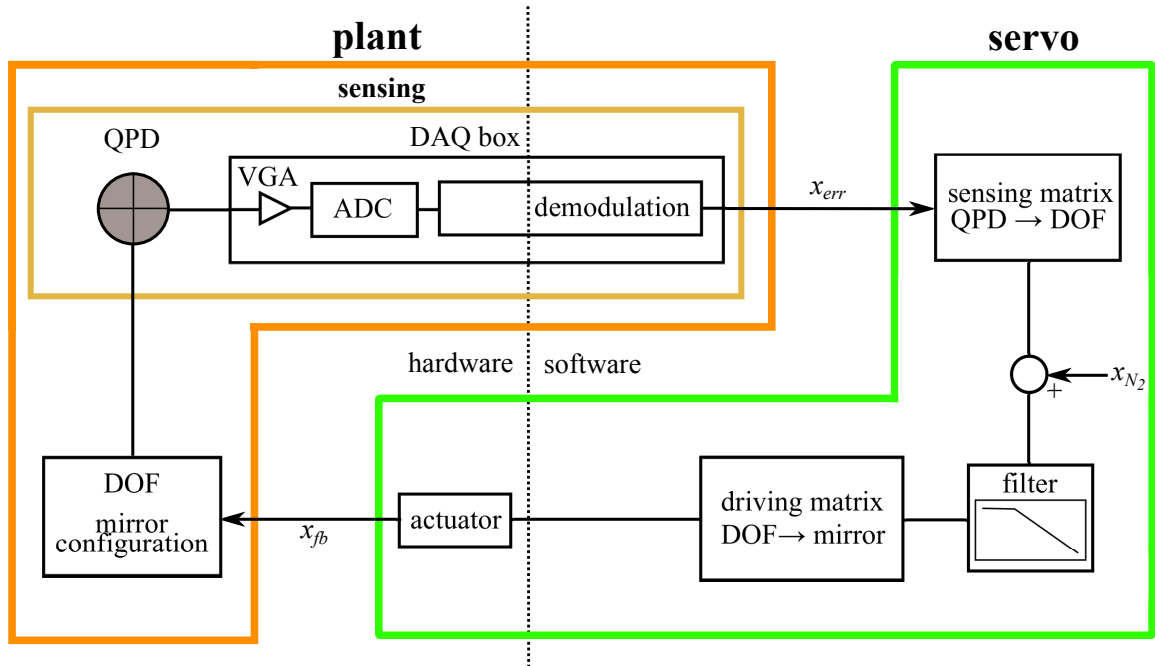 plant
servo
sensing
QPD
DAQ box
VGA
ADC
demodulation
x_err
sensing matrix
QPD → DOF
hardware
software
x_N2
+
DOF
mirror
configuration
x_fb
actuator
driving matrix
DOF→ mirror
filter